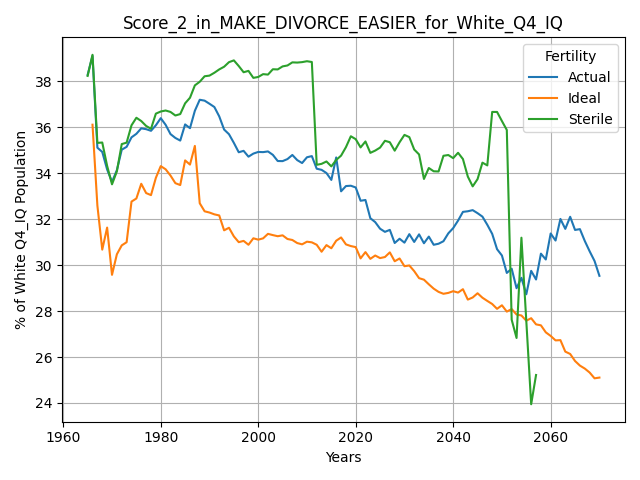 Score_2_in_MAKE_DIVORCE_EASIER_for_White_Q4_IQ
Fertility
Actual
Ideal
Sterile
% of White Q4_IQ Population
38
36
34
32
30
28
26
24
1960
1980
2000
2020
2040
2060
Years